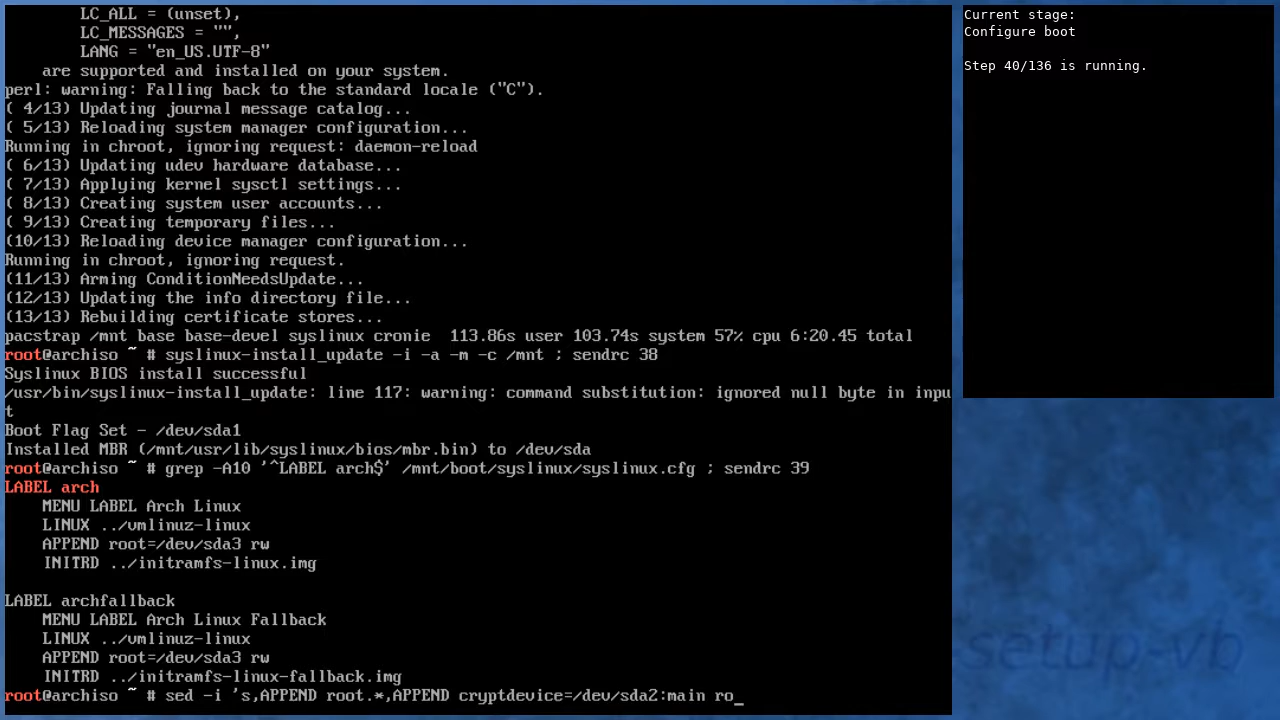 LC_ALL = (unset),
        LC_MESSAGES = "",
        LANG = "en_US.UTF-8"
    are supported and installed on your system.
perl: warning: Falling back to the standard locale ("C").
( 4/13) Updating journal message catalog...
( 5/13) Reloading system manager configuration...
Running in chroot, ignoring request: daemon-reload
( 6/13) Updating udev hardware database...
( 7/13) Applying kernel sysctl settings...
( 8/13) Creating system user accounts...
( 9/13) Creating temporary files...
(10/13) Reloading device manager configuration...
Running in chroot, ignoring request.
(11/13) Arming ConditionNeedsUpdate...
(12/13) Updating the info directory file...
(13/13) Rebuilding certificate stores...
pacstrap /mnt base base-devel syslinux cronie  113.86s user 103.74s system 57% cpu 6:20.45 total
root@archiso ~ # syslinux-install_update -i -a -m -c /mnt ; sendrc 38
Syslinux BIOS install successful
/usr/bin/syslinux-install_update: line 117: warning: command substitution: ignored null byte in inpu
t
Boot Flag Set - /dev/sda1
Installed MBR (/mnt/usr/lib/syslinux/bios/mbr.bin) to /dev/sda
root@archiso ~ # grep -A10 '^LABEL arch$' /mnt/boot/syslinux/syslinux.cfg ; sendrc 39
LABEL arch
    MENU LABEL Arch Linux
    LINUX ../vmlinuz-linux
    APPEND root=/dev/sda3 rw
    INITRD ../initramfs-linux.img

LABEL archfallback
    MENU LABEL Arch Linux Fallback
    LINUX ../vmlinuz-linux
    APPEND root=/dev/sda3 rw
    INITRD ../initramfs-linux-fallback.img
root@archiso ~ # sed -i 's,APPEND root.*,APPEND cryptdevice=/dev/sda2:main ro_
Current stage:
Configure boot

Step 40/136 is running.
setup-vb